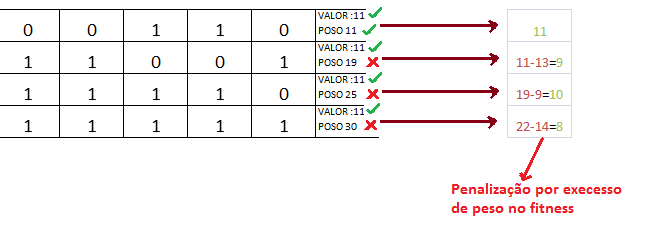 0 0 1 1 0 VALOR :11 11
POSO 11
1 1 0 0 1 VALOR :11 11-13=9
POSO 19
1 1 1 1 0 VALOR :11 19-9=10
POSO 25
1 1 1 1 1 VALOR :11 22-14=8
POSO 30
Penalização por execesso
de peso no fitness